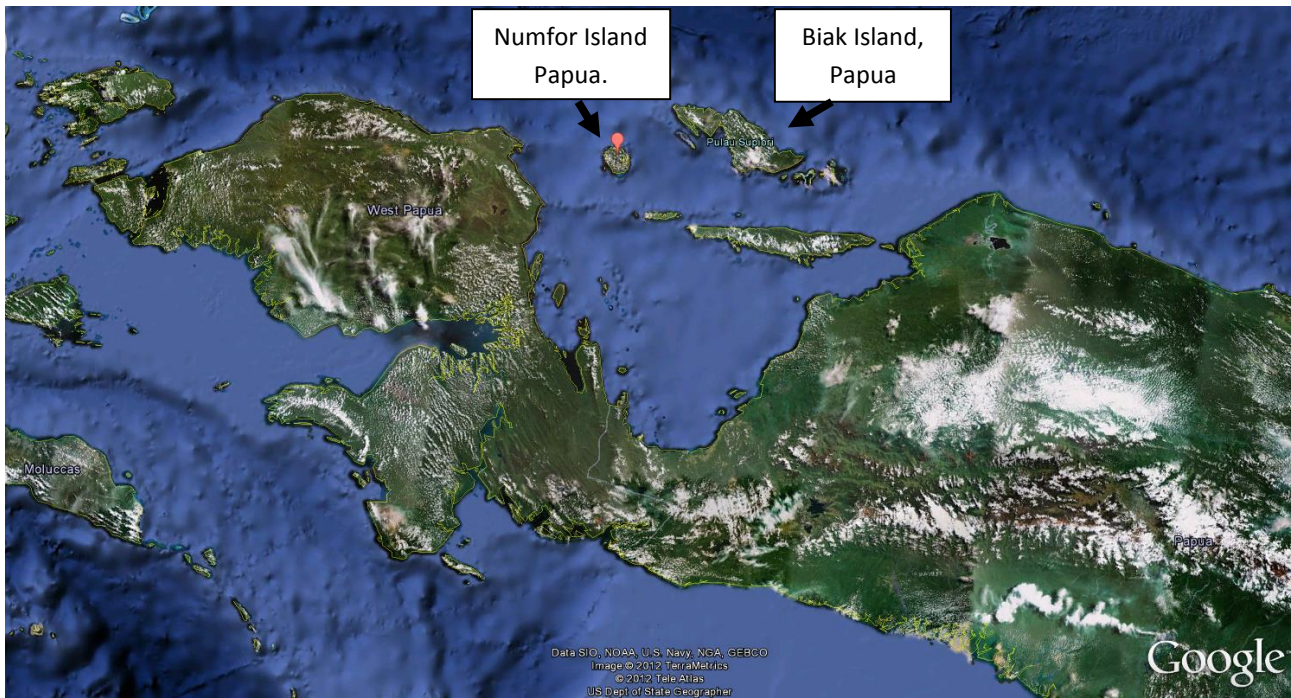 Numfor Island
Papua.
Biak Island,
Papua
Pulau Supiori
West Papua
Moluccas
Papua
Data SIO, NOAA, U.S. Navy, NGA, GEBCO
Image © 2012 TerraMetrics
© 2012 Tele Atlas
US Dept of State Geographer
Google